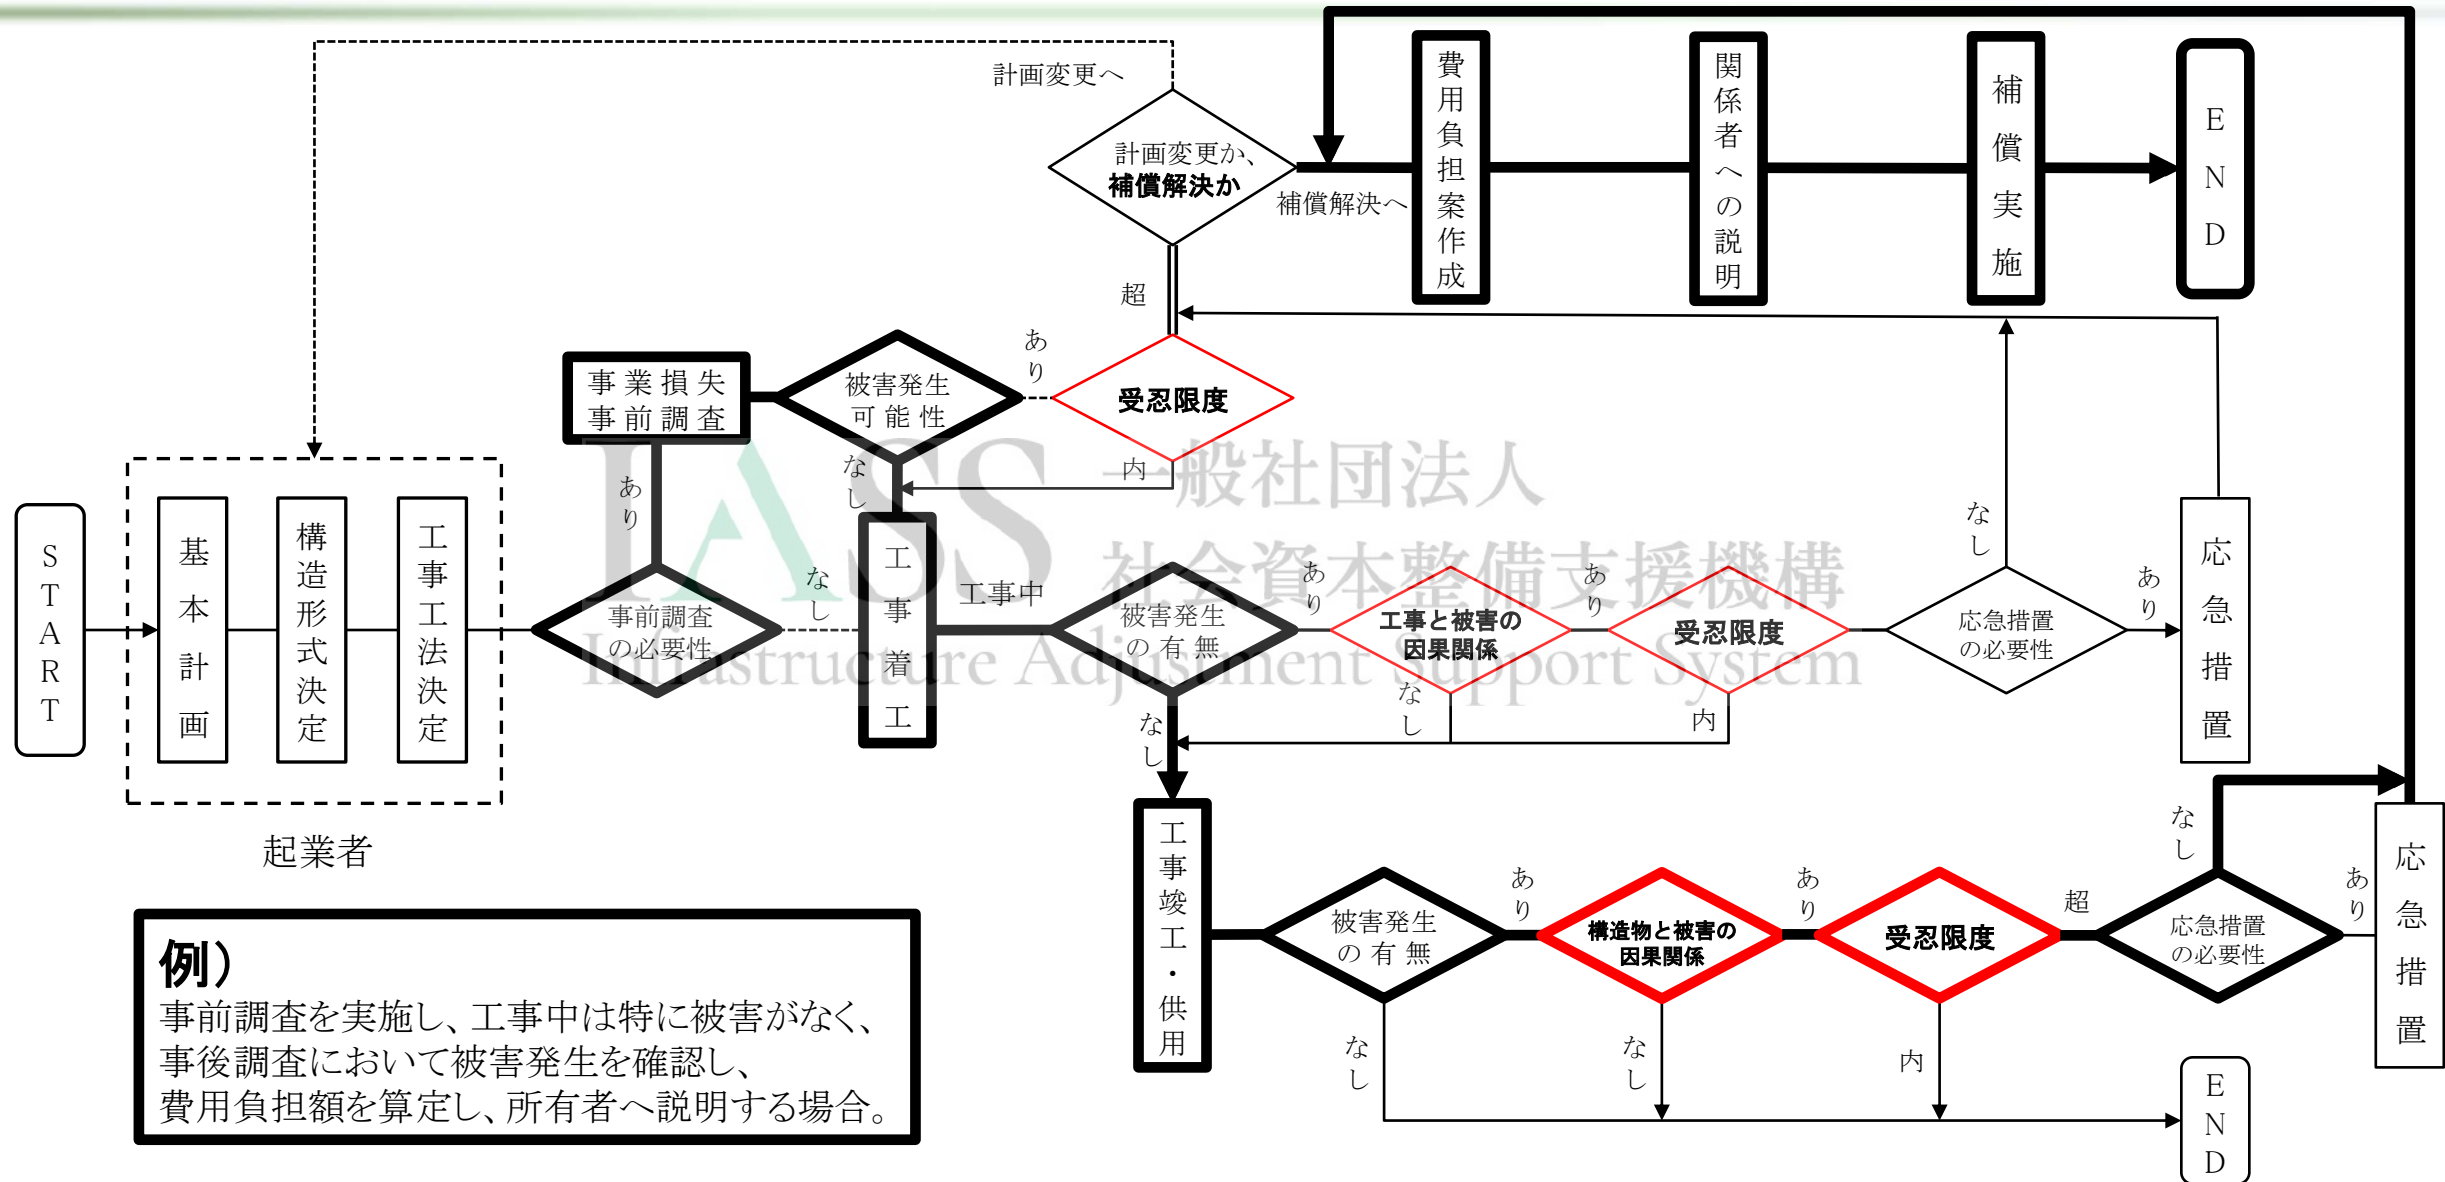 計画変更へ
計画変更か、
補償解決か
補償解決へ
費用負担案作成
関係者への説明
補償実施
END
超
あり
事業損失
事前調査
被害発生
可能性
受忍限度
なし
内
あり
START
基本計画
構造形式決定
工事工法決定
起業者
事前調査
の必要性
なし
工事着工
工事中
被害発生
の有無
あり
工事と被害の
因果関係
あり
受忍限度
なし
応急措置
の必要性
あり
応急措置
なし
なし
内
IASS
一般社団法人
社会資本整備支援機構
Infrastructure Adjustment Support System
工事竣工・供用
被害発生
の有無
あり
構造物と被害の
因果関係
あり
受忍限度
超
応急措置
の必要性
なし
あり
応急措置
なし
なし
内
END
例）
事前調査を実施し、工事中は特に被害がなく、
事後調査において被害発生を確認し、
費用負担額を算定し、所有者へ説明する場合。